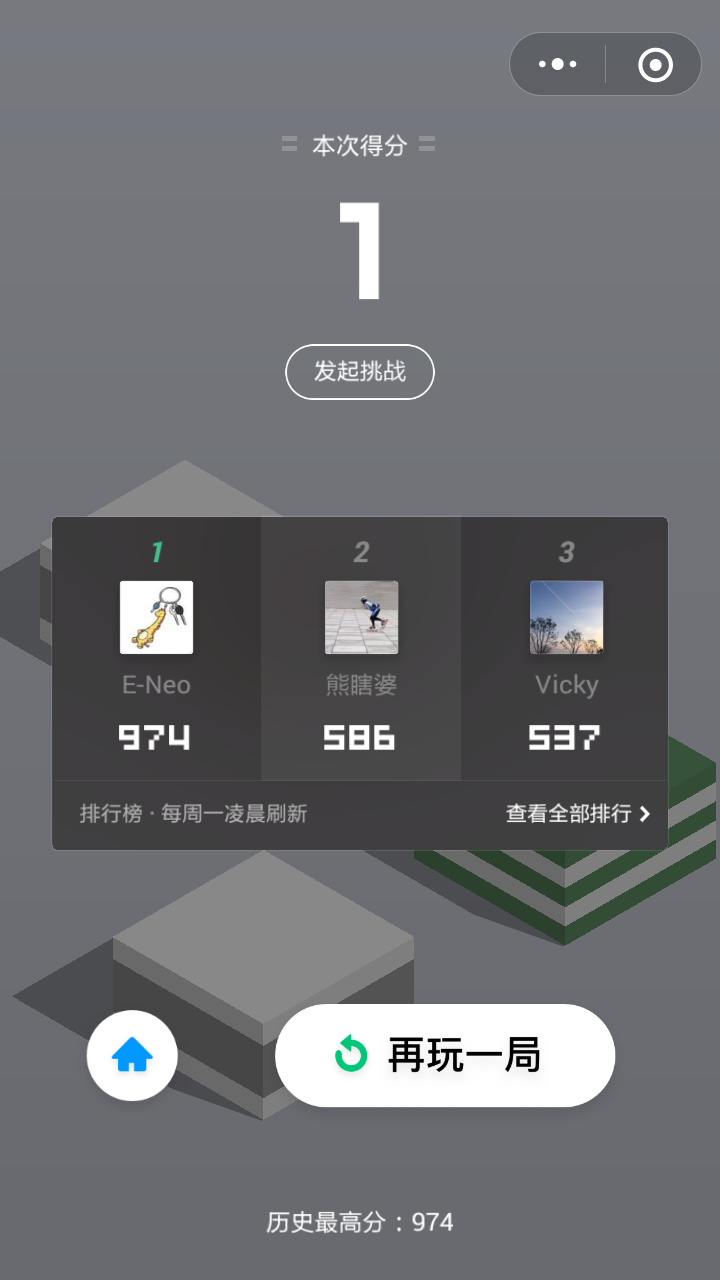 本次得分
1
发起挑战
1 2 3
E-Neo 熊瞎婆 Vicky
974 586 537
排行榜 · 每周一凌晨刷新 查看全部排行
再玩一局
历史最高分：974